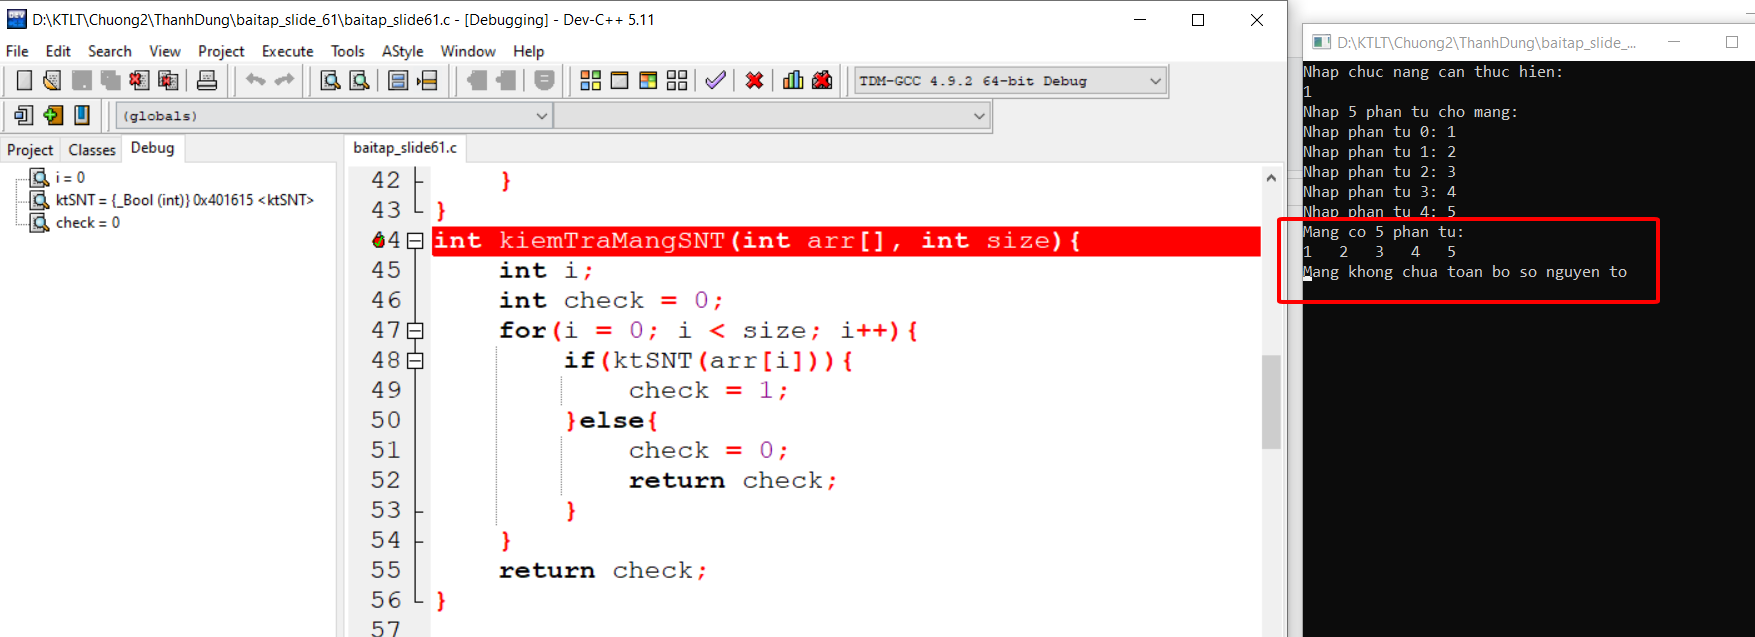 D:\KTLT\Chuong2\ThanhDung\baitap_slide_61\baitap_slide61.c - [Debugging] - Dev-C++ 5.11
File Edit Search View Project Execute Tools AStyle Window Help
TDM-GCC 4.9.2 64-bit Debug
(globals)
Project Classes Debug
i = 0
ktSNT = {_Bool (int)} 0x401615 <ktSNT>
check = 0
baitap_slide61.c
42 }
43 }
44 int kiemTraMangSNT(int arr[], int size){
45 int i;
46 int check = 0;
47 for(i = 0; i < size; i++){
48 if(ktSNT(arr[i])){
49 check = 1;
50 }else{
51 check = 0;
52 return check;
53 }
54 }
55 return check;
56 }
57
D:\KTLT\Chuong2\ThanhDung\baitap_slide_...
Nhap chuc nang can thuc hien:
1
Nhap 5 phan tu cho mang:
Nhap phan tu 0: 1
Nhap phan tu 1: 2
Nhap phan tu 2: 3
Nhap phan tu 3: 4
Nhap phan tu 4: 5
Mang co 5 phan tu:
1 2 3 4 5
Mang khong chua toan bo so nguyen to